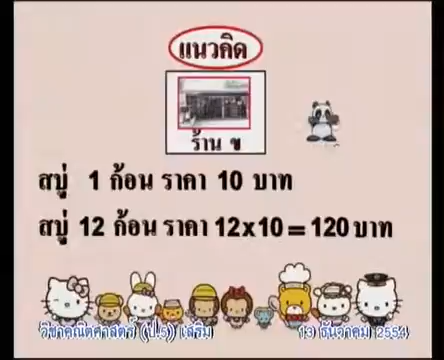 แนวคิด
ร้าน ข
สบู่ 1 ก้อน ราคา 10 บาท
สบู่ 12 ก้อน ราคา 12x10 = 120 บาท
วิชาคณิตศาสตร์ (ป.5) เสริม 13 ธันวาคม 2554